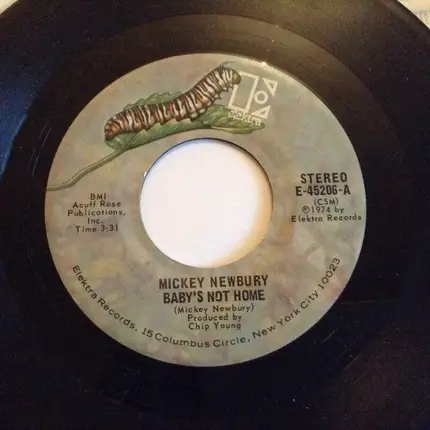 elektra
BMI
Acuff Rose
Publications,
Inc.
Time 3:31
STEREO
E-45206-A
(CSM)
℗1974 by
Elektra Records
MICKEY NEWBURY
BABY'S NOT HOME
(Mickey Newbury)
Produced by
Chip Young
Elektra Records, 15 Columbus Circle, New York City 10023